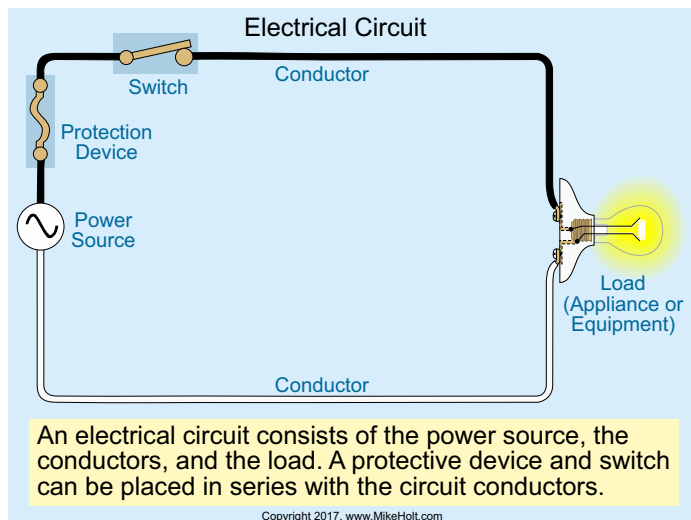 Electrical Circuit
Switch
Conductor
Protection
Device
Power
Source
Load
(Appliance or
Equipment)
Conductor
An electrical circuit consists of the power source, the
conductors, and the load. A protective device and switch
can be placed in series with the circuit conductors.
Copyright 2017, www.MikeHolt.com